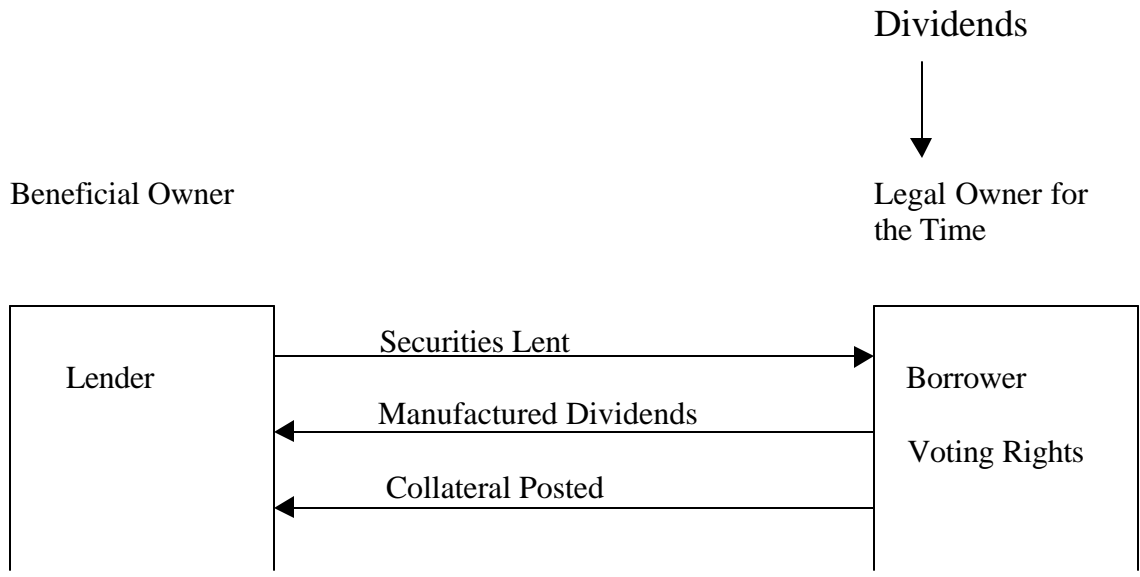 Dividends
Beneficial Owner
Legal Owner for
the Time
Securities Lent
Lender
Borrower
Manufactured Dividends
Voting Rights
Collateral Posted